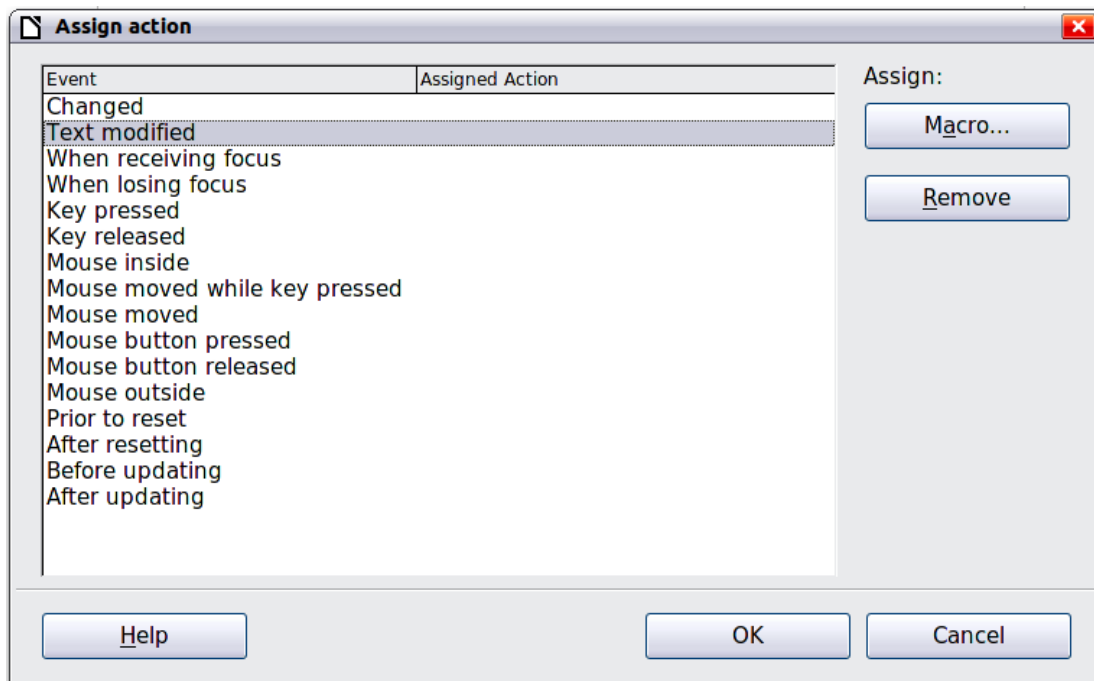 Assign action
Event Assigned Action
Changed
Text modified
When receiving focus
When losing focus
Key pressed
Key released
Mouse inside
Mouse moved while key pressed
Mouse moved
Mouse button pressed
Mouse button released
Mouse outside
Prior to reset
After resetting
Before updating
After updating
Assign:
Macro...
Remove
Help OK Cancel